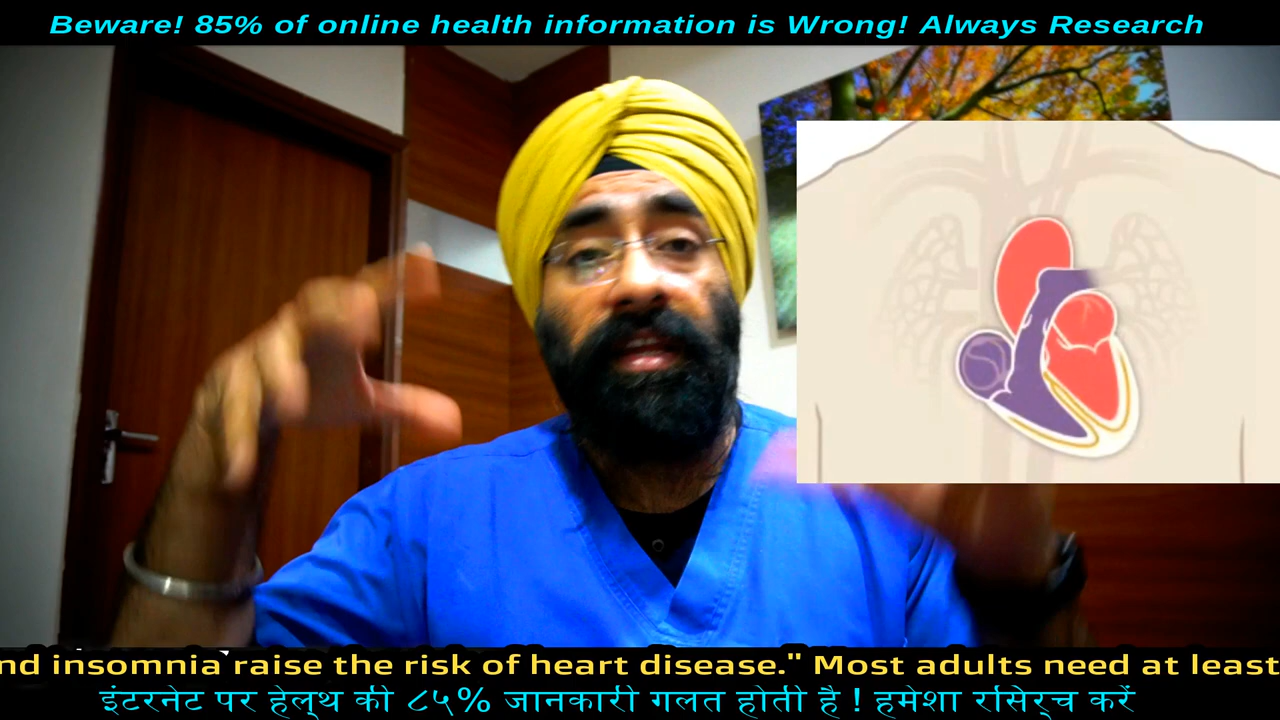 Beware! 85% of online health information is Wrong! Always Research
nd insomnia raise the risk of heart disease." Most adults need at least
इंटरनेट पर हेल्थ की ८५% जानकारी गलत होती है ! हमेशा रसिर्च करें